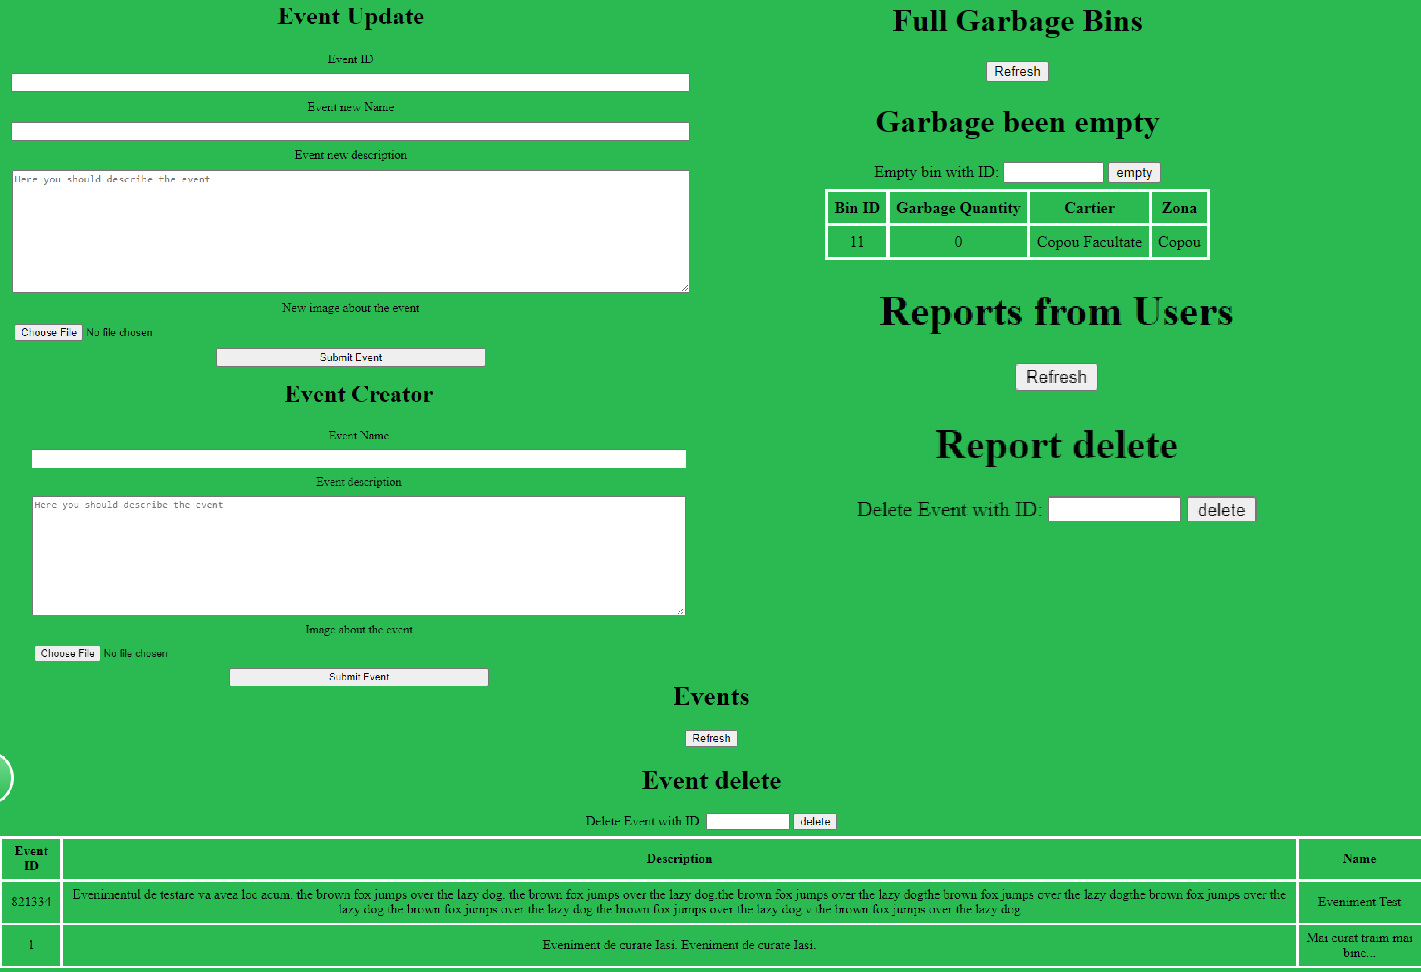 Event Update
Event ID
Event new Name
Event new description
Here you should describe the event
New image about the event
Choose File No file chosen
Submit Event
Event Creator
Event Name
Event description
Here you should describe the event
Image about the event
Choose File No file chosen
Submit Event
Full Garbage Bins
Refresh
Garbage been empty
Empty bin with ID: empty
Bin ID Garbage Quantity Cartier Zona
11 0 Copou Facultate Copou
Reports from Users
Refresh
Report delete
Delete Event with ID: delete
Events
Refresh
Event delete
Delete Event with ID delete
Event
ID
Description
Name
821334
Evenimentul de testare va avea loc acum. the brown fox jumps over the lazy dog. the brown fox jumps over the lazy dog.the brown fox jumps over the lazy dogthe brown fox jumps over the lazy dogthe brown fox jumps over the
lazy dog the brown fox jumps over the lazy dog the brown fox jumps over the lazy dog v the brown fox jumps over the lazy dog
Eveniment Test
1
Eveniment de curate Iasi. Eveniment de curate Iasi.
Mai curat traim mai
bine...